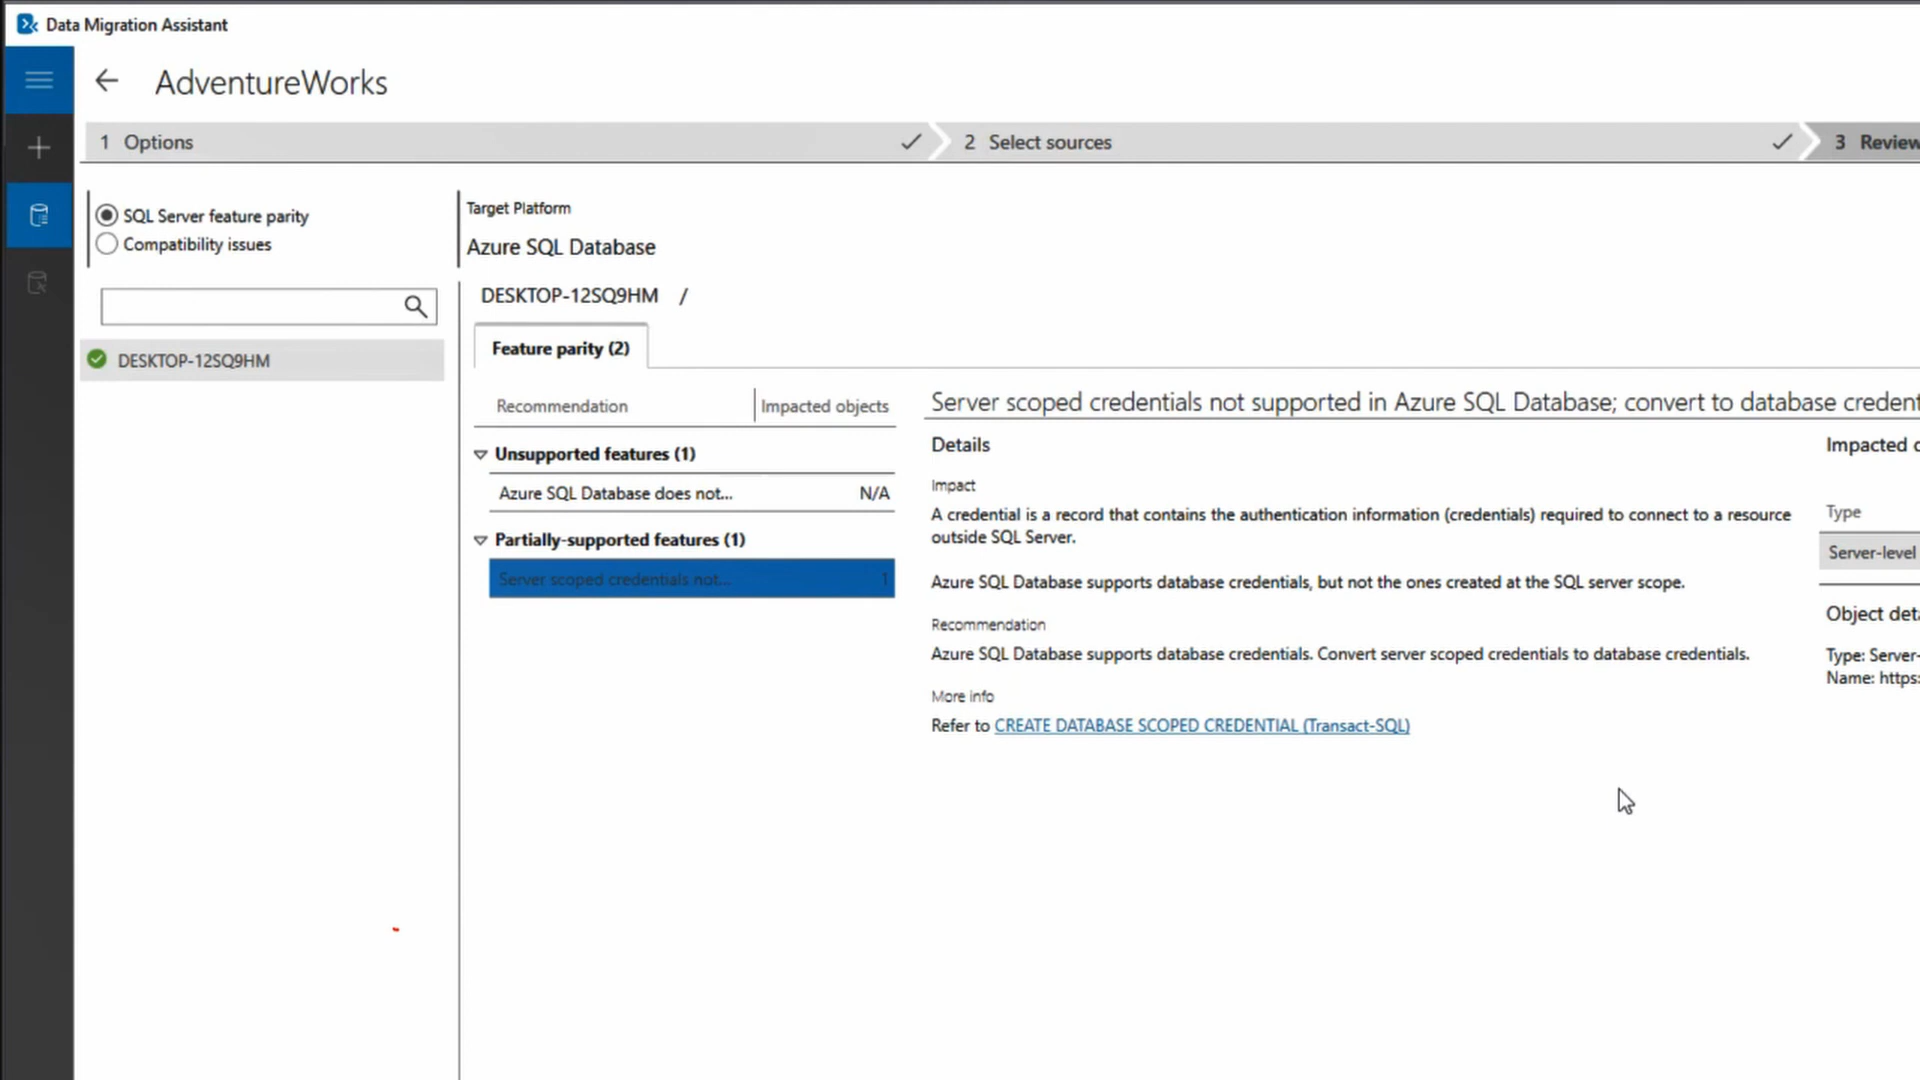 Data Migration Assistant
AdventureWorks
1 Options
2 Select sources
3 Review
SQL Server feature parity
Compatibility issues
DESKTOP-12SQ9HM
Target Platform
Azure SQL Database
DESKTOP-12SQ9HM /
Feature parity (2)
Recommendation Impacted objects
Unsupported features (1)
Azure SQL Database does not... N/A
Partially-supported features (1)
Server scoped credentials not... 1
Server scoped credentials not supported in Azure SQL Database; convert to database credent
Details
Impact
A credential is a record that contains the authentication information (credentials) required to connect to a resource
outside SQL Server.
Azure SQL Database supports database credentials, but not the ones created at the SQL server scope.
Recommendation
Azure SQL Database supports database credentials. Convert server scoped credentials to database credentials.
More info
Refer to CREATE DATABASE SCOPED CREDENTIAL (Transact-SQL)
Impacted
Type
Server-level
Object deta
Type: Server-
Name: https: